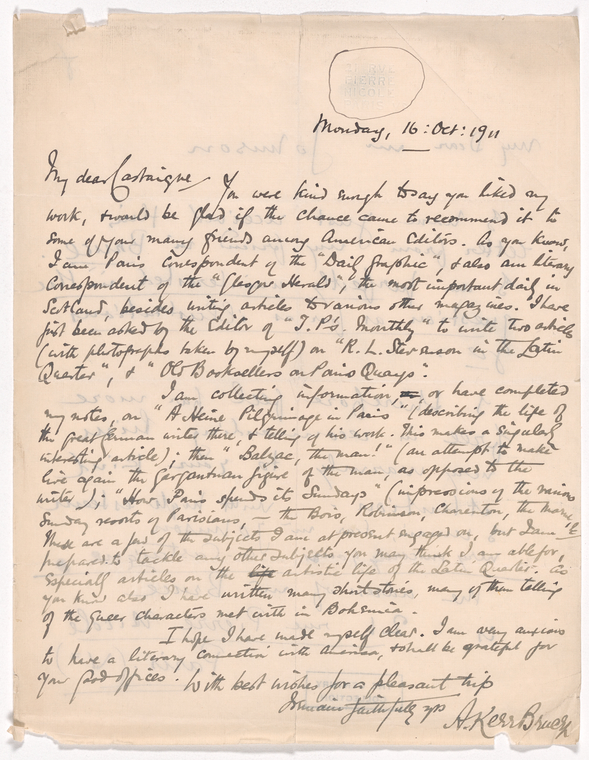 Monday, 16: Oct: 1911
My dear Castaigne / You were kind enough to say you liked my
work, & would be glad if the chance came to recommend it to
some of your many friends among American Editors. As you know,
I am Paris correspondent of the "Daily Graphic", & also am literary
correspondent of the "Glasgow Herald", the most important daily in
Scotland, besides writing articles to various other magazines. I have
just been asked by the Editor of "T.P's. Monthly" to write two articles
(with photographs taken by myself) on "R. L. Stevenson in the Latin
Quarter", & "Old Booksellers on Paris Quays".
I am collecting information, or have completed
my notes, on "A Heine Pilgrimage in Paris" (describing the life of
the great German writer there, & telling of his work. This makes a singularly
interesting article); then "Balzac, the man." (an attempt to make
live again the Gargantuan figure of the man, as opposed to the
writer); "How Paris spends its Sundays (impressions of the various
Sunday resorts of Parisians, – the Bois, Robinson, Charenton, the Marne &c
These are a few of the subjects I am at present engaged on, but I am
prepared to tackle any other subjects you may think I am able for,
especially articles on the life artistic life of the Latin Quarter. As
you know also I have written many short stories, many of them telling
of the queer characters met with in Bohemia.
I hope I have made myself clear. I am very anxious
to have a literary connection with America, & shall be grateful for
your good offices. With best wishes for a pleasant trip
I remain faithfully yrs
A. Kerr Bruce